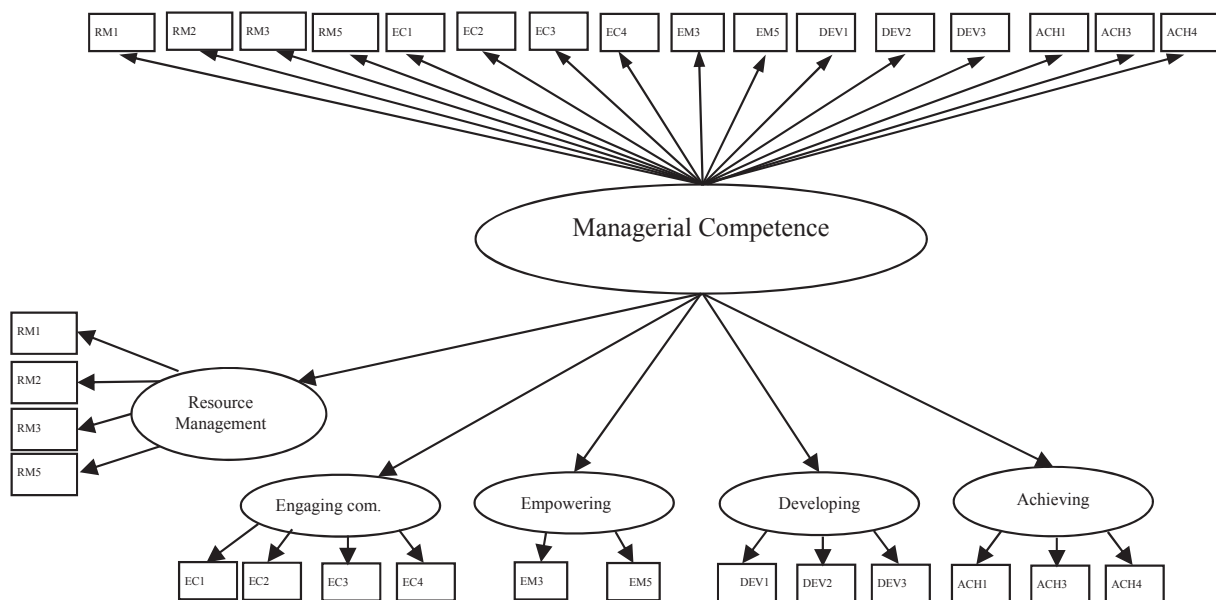 RM1
RM2
RM3
RM5
EC1
EC2
EC3
EC4
EM3
EM5
DEV1
DEV2
DEV3
ACH1
ACH3
ACH4
Managerial Competence
RM1
RM2
RM3
RM5
Resource
Management
Engaging com.
Empowering
Developing
Achieving
EC1
EC2
EC3
EC4
EM3
EM5
DEV1
DEV2
DEV3
ACH1
ACH3
ACH4